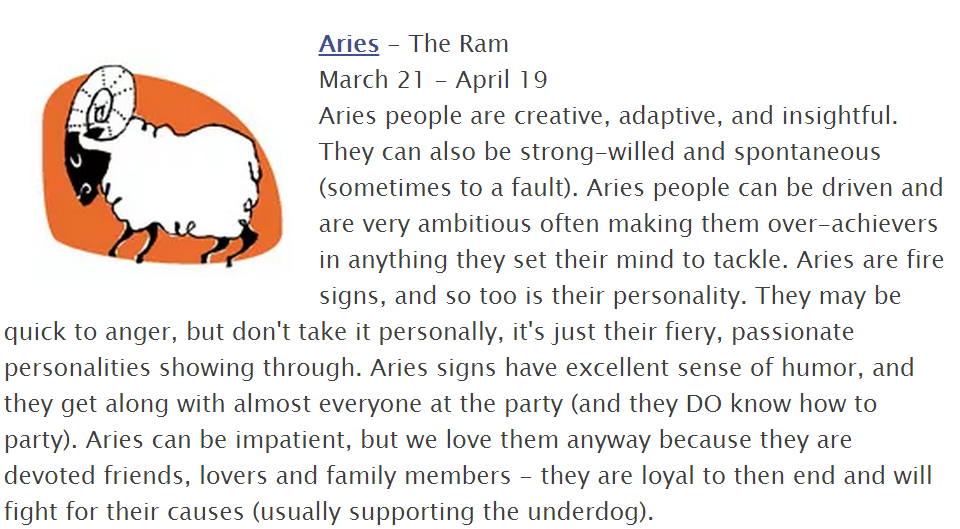 Aries – The Ram
March 21 – April 19
Aries people are creative, adaptive, and insightful.
They can also be strong-willed and spontaneous
(sometimes to a fault). Aries people can be driven and
are very ambitious often making them over-achievers
in anything they set their mind to tackle. Aries are fire
signs, and so too is their personality. They may be
quick to anger, but don't take it personally, it's just their fiery, passionate
personalities showing through. Aries signs have excellent sense of humor, and
they get along with almost everyone at the party (and they DO know how to
party). Aries can be impatient, but we love them anyway because they are
devoted friends, lovers and family members – they are loyal to then end and will
fight for their causes (usually supporting the underdog).